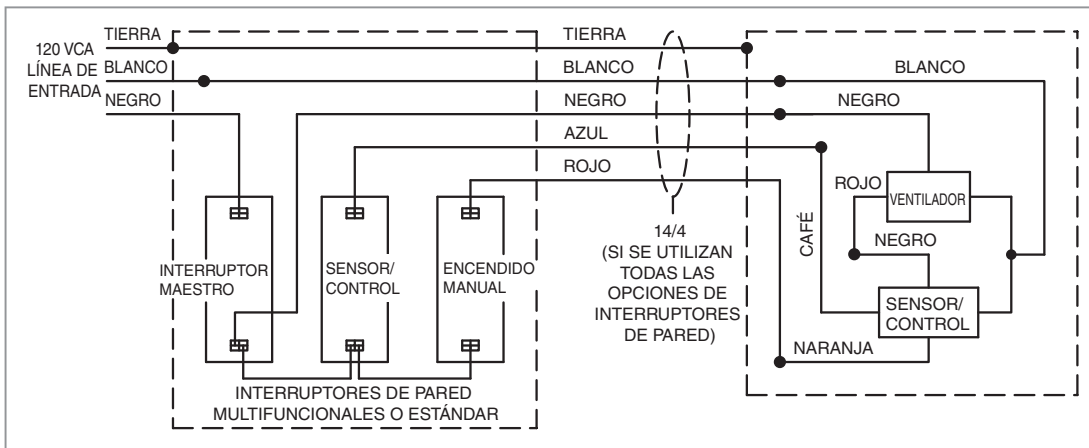 120 VCA
LÍNEA DE
ENTRADA
TIERRA
BLANCO
NEGRO
TIERRA
BLANCO
NEGRO
AZUL
ROJO
BLANCO
NEGRO
ROJO
VENTILADOR
NEGRO
CAFÉ
SENSOR/
CONTROL
NARANJA
INTERRUPTOR
MAESTRO
SENSOR/
CONTROL
ENCENDIDO
MANUAL
14/4
(SI SE UTILIZAN
TODAS LAS
OPCIONES DE
INTERRUPTORES
DE PARED)
INTERRUPTORES DE PARED
MULTIFUNCIONALES O ESTÁNDAR